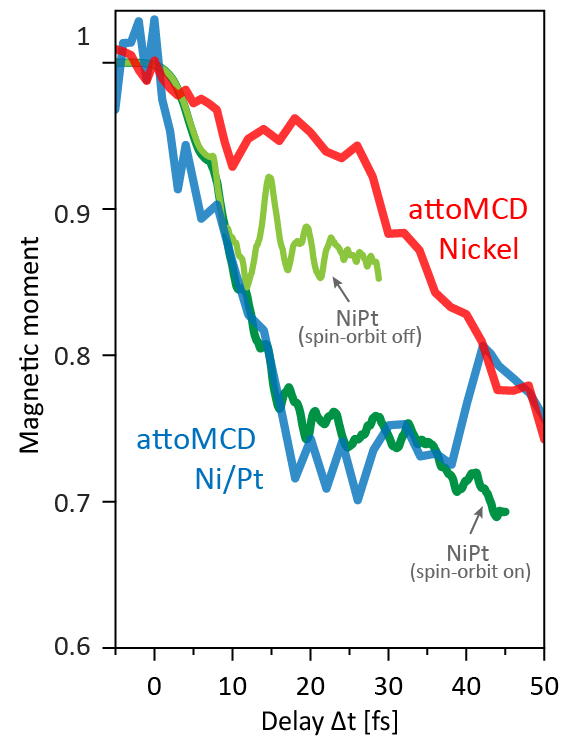 1
0.9
0.8
0.7
0.6
Magnetic moment
attoMCD
Nickel
NiPt
(spin-orbit off)
attoMCD
Ni/Pt
NiPt
(spin-orbit on)
0 10 20 30 40 50
Delay Δt [fs]